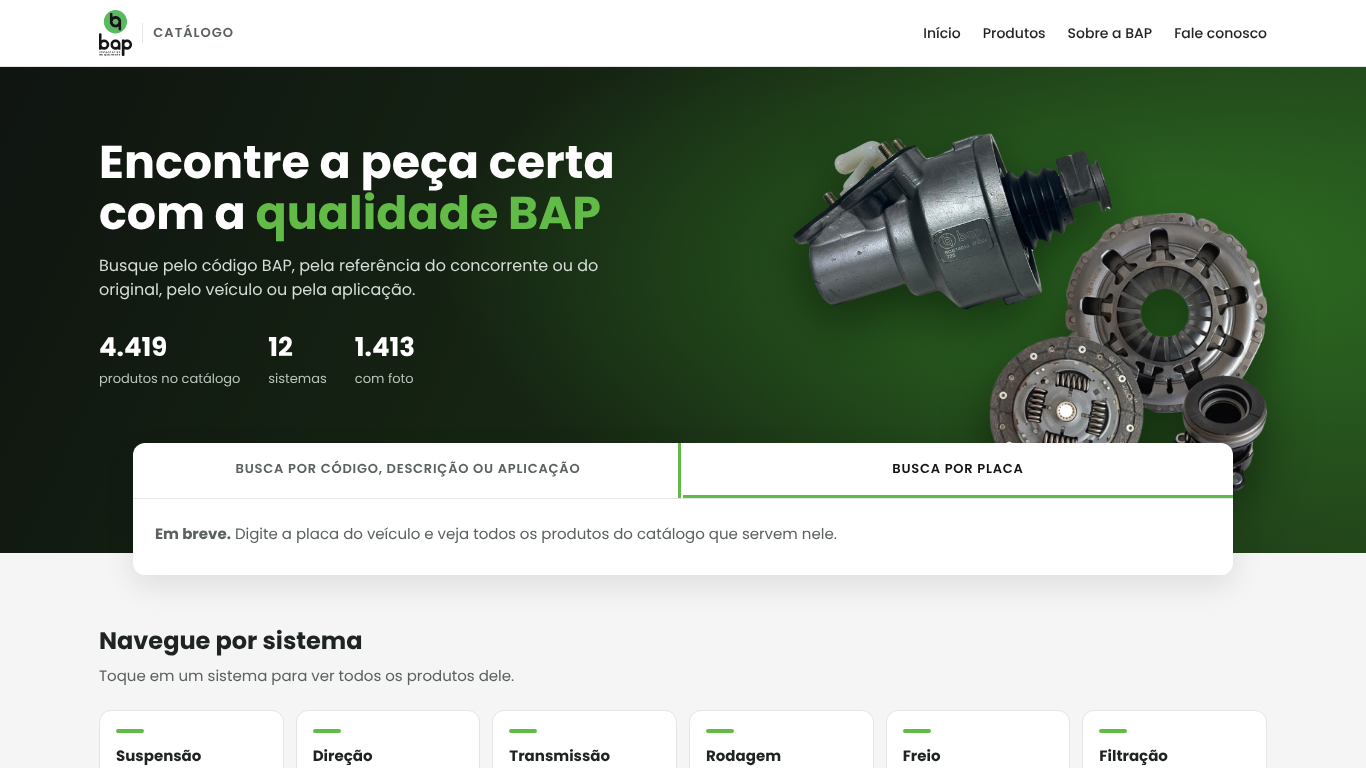 bap
CATÁLOGO
Início
Produtos
Sobre a BAP
Fale conosco
Encontre a peça certa
com a qualidade BAP
Busque pelo código BAP, pela referência do concorrente ou do
original, pelo veículo ou pela aplicação.
4.419
12
1.413
produtos no catálogo
sistemas
com foto
BUSCA POR CÓDIGO, DESCRIÇÃO OU APLICAÇÃO
BUSCA POR PLACA
Em breve. Digite a placa do veículo e veja todos os produtos do catálogo que servem nele.
Navegue por sistema
Toque em um sistema para ver todos os produtos dele.
Suspensão
Direção
Transmissão
Rodagem
Freio
Filtração